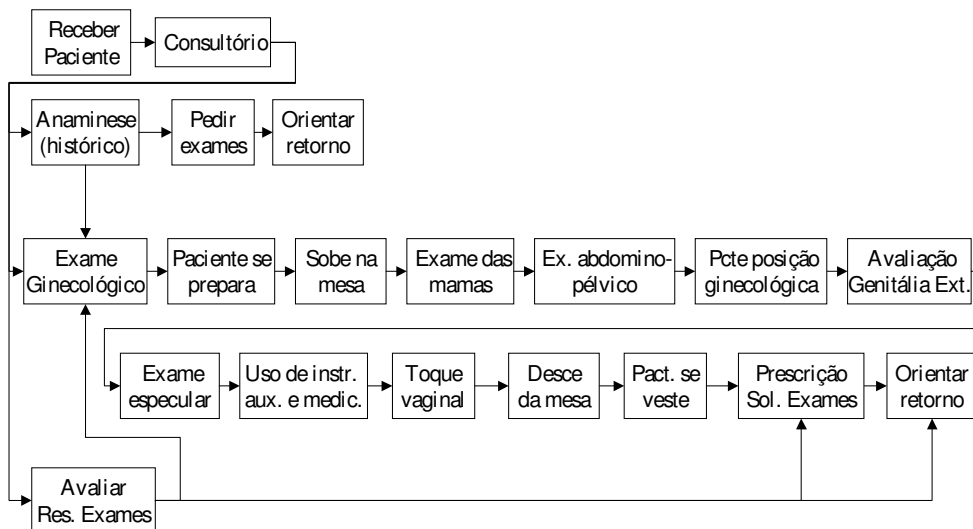 Receber
Paciente
Consultório
Anaminese
(histórico)
Pedir
exames
Orientar
retorno
Exame
Ginecológico
Paciente se
prepara
Sobe na
mesa
Exame das
mamas
Ex. abdomino-
pélvico
Pcte posição
ginecológica
Avaliação
Genitália Ext.
Exame
especular
Uso de instr.
aux. e medic.
Toque
vaginal
Desce
da mesa
Pact. se
veste
Prescrição
Sol. Exames
Orientar
retorno
Avaliar
Res. Exames